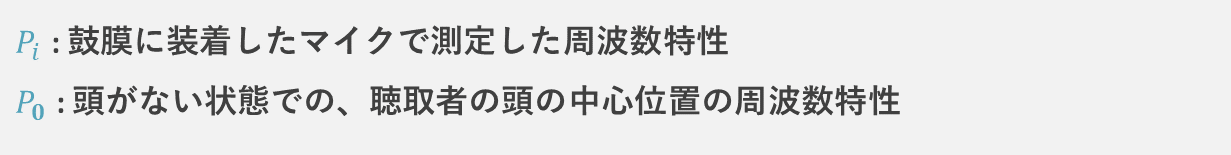 P_i : 鼓膜に装着したマイクで測定した周波数特性
P_0 : 頭がない状態での、聴取者の頭の中心位置の周波数特性